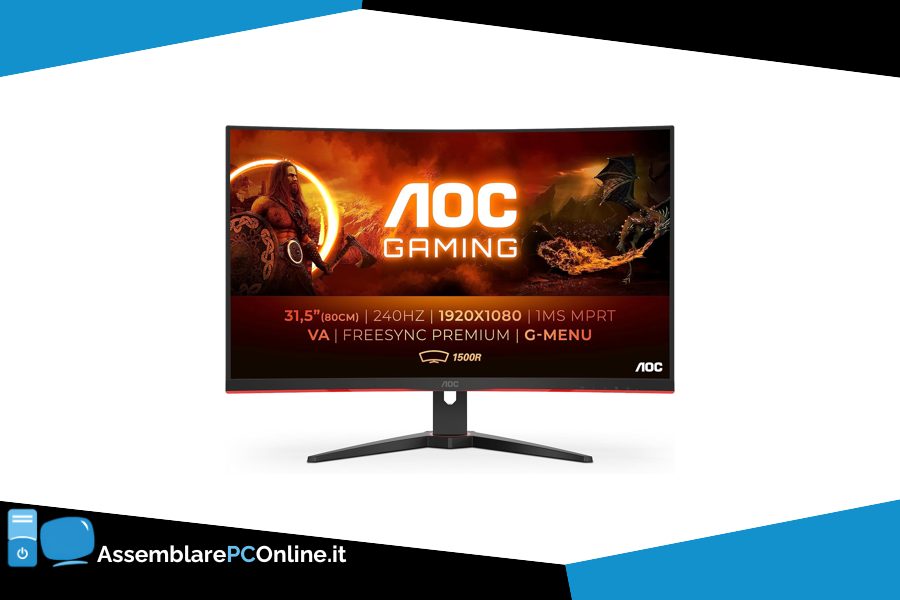 AOC
GAMING
31,5”(80CM) | 240HZ | 1920X1080 | 1MS MPRT
VA | FREESYNC PREMIUM | G-MENU
1500R
AOC
AOC
AssemblarePCOnline.it